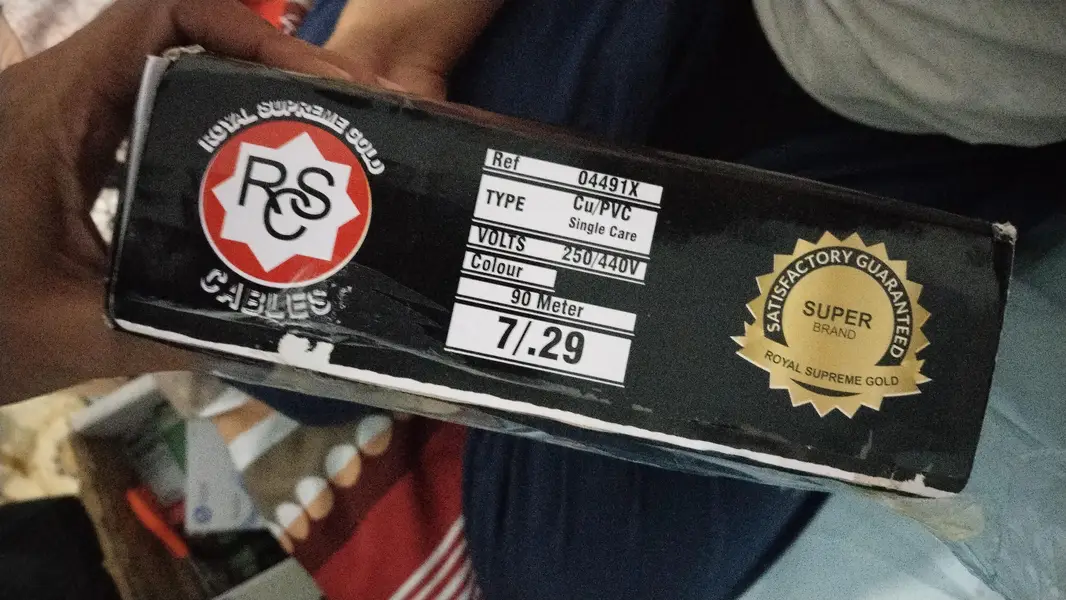 ROYAL SUPREME GOLD
RSC
CABLES
Ref 04491X
TYPE Cu/PVC
Single Care
VOLTS 250/440V
Colour
90 Meter
7/.29
SATISFACTORY GUARANTEED
SUPER
BRAND
ROYAL SUPREME GOLD